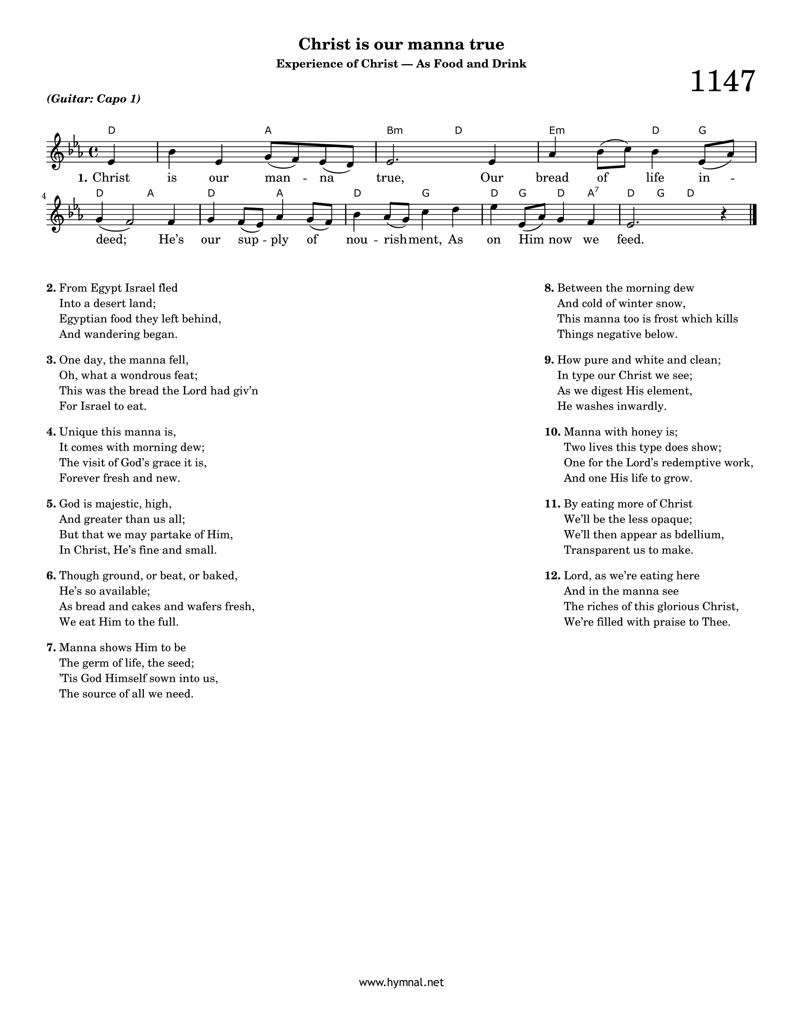 Christ is our manna true
Experience of Christ — As Food and Drink
1147
(Guitar: Capo 1)
D A Bm D Em D G
1. Christ is our man - na true, Our bread of life in -
4 D A D A D G D G D A7 D G D
deed; He's our sup - ply of nou - rishment, As on Him now we feed.
2. From Egypt Israel fled
Into a desert land;
Egyptian food they left behind,
And wandering began.
3. One day, the manna fell,
Oh, what a wondrous feat;
This was the bread the Lord had giv'n
For Israel to eat.
4. Unique this manna is,
It comes with morning dew;
The visit of God's grace it is,
Forever fresh and new.
5. God is majestic, high,
And greater than us all;
But that we may partake of Him,
In Christ, He's fine and small.
6. Though ground, or beat, or baked,
He's so available;
As bread and cakes and wafers fresh,
We eat Him to the full.
7. Manna shows Him to be
The germ of life, the seed;
'Tis God Himself sown into us,
The source of all we need.
8. Between the morning dew
And cold of winter snow,
This manna too is frost which kills
Things negative below.
9. How pure and white and clean;
In type our Christ we see;
As we digest His element,
He washes inwardly.
10. Manna with honey is;
Two lives this type does show;
One for the Lord's redemptive work,
And one His life to grow.
11. By eating more of Christ
We'll be the less opaque;
We'll then appear as bdellium,
Transparent us to make.
12. Lord, as we're eating here
And in the manna see
The riches of this glorious Christ,
We're filled with praise to Thee.
www.hymnal.net